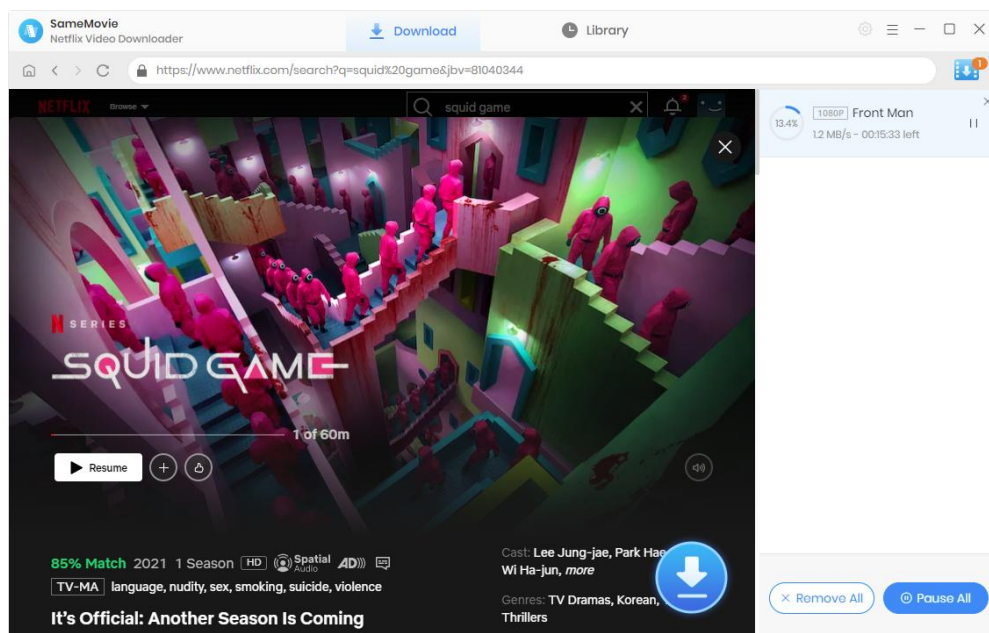 SameMovie
Netflix Video Downloader
Download
Library
https://www.netflix.com/search?q=squid%20game&jbv=81040344
1
NETFLIX Browse
squid game
13.4%
1080P Front Man
1.2 MB/s - 00:15:33 left
N SERIES
SQUID GAME
1 of 60m
Resume
85% Match 2021 1 Season HD Spatial Audio AD
TV-MA language, nudity, sex, smoking, suicide, violence
It's Official: Another Season Is Coming
Cast: Lee Jung-jae, Park Hae
Wi Ha-jun, more
Genres: TV Dramas, Korean,
Thrillers
Remove All
Pause All